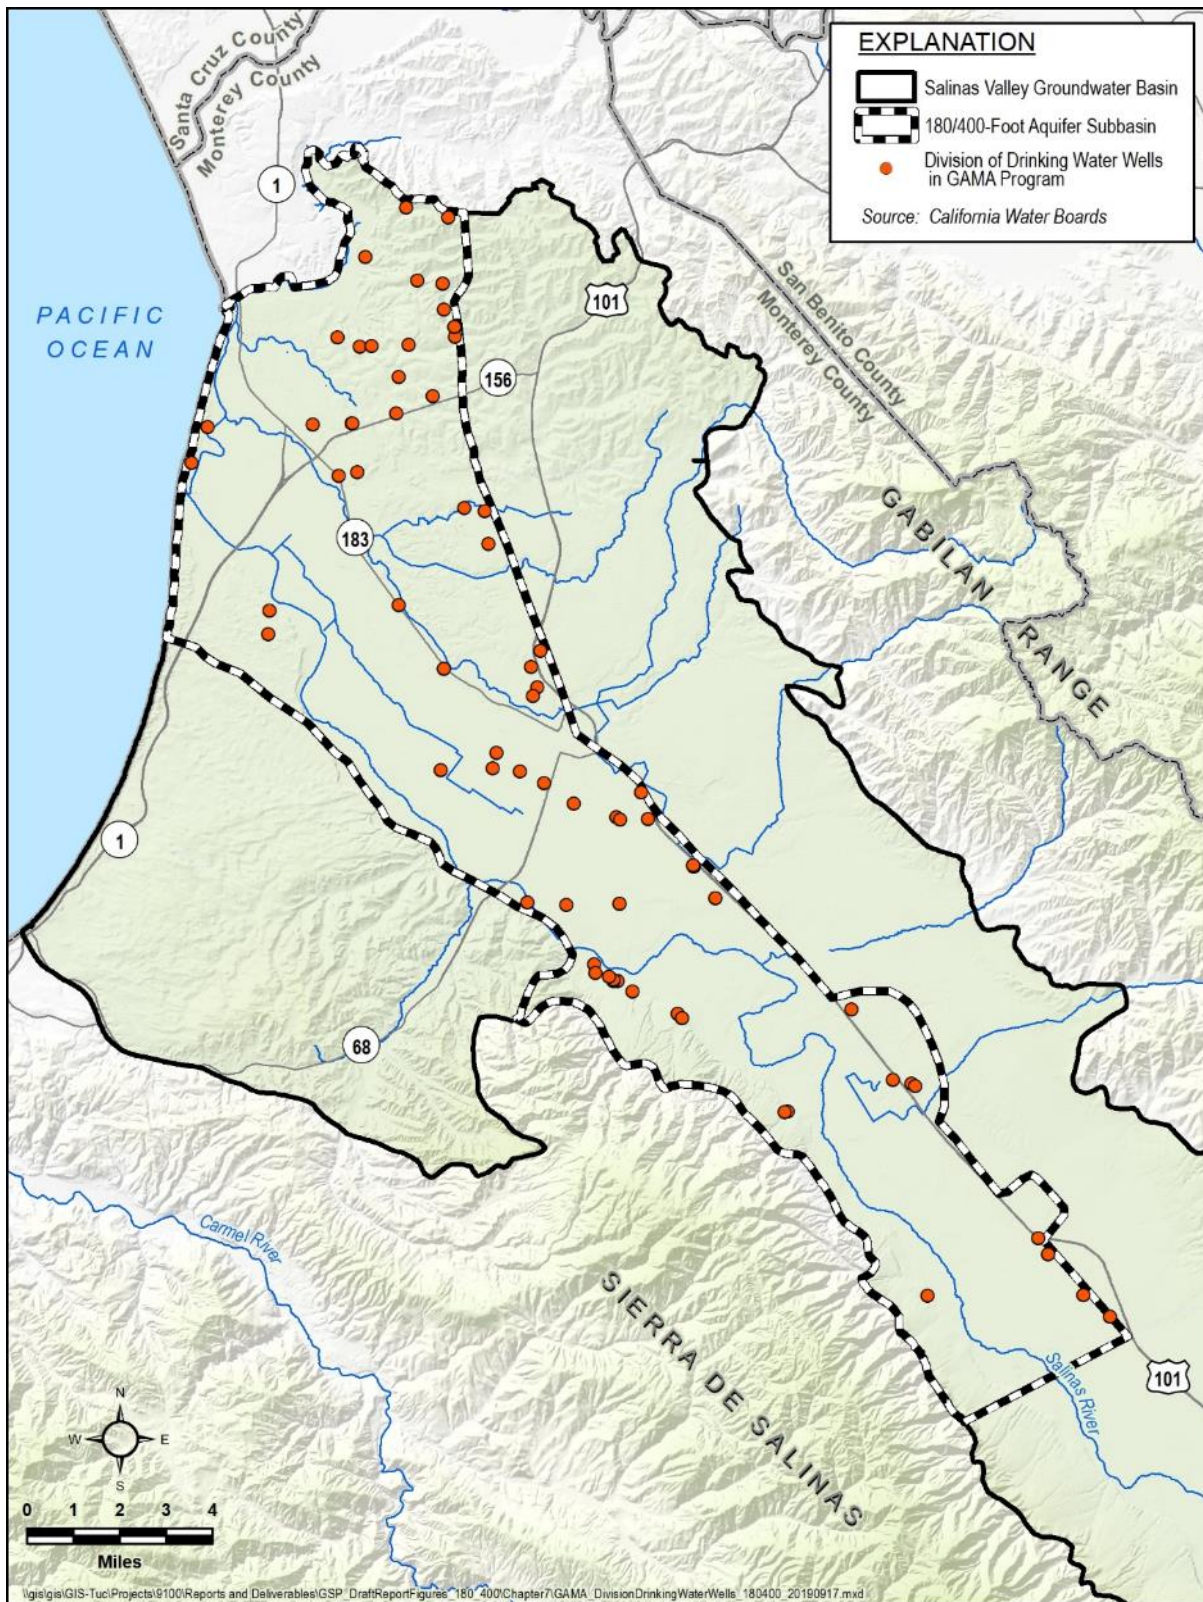 EXPLANATION
Salinas Valley Groundwater Basin
180/400-Foot Aquifer Subbasin
Division of Drinking Water Wells
in GAMA Program
Source: California Water Boards
Santa Cruz County
Monterey County
1
101
San Benito County
Monterey County
PACIFIC
OCEAN
156
183
GABILAN
RANGE
1
68
Carmel River
SIERRA DE SALINAS
Salinas River
101
N
W
E
S
0 1 2 3 4
Miles
\\gis\gis\GIS-Tuc\Projects\9100\Reports and Deliverables\GSP_DraftReportFigures_180_400\Chapter7\GAMA_DivisionDrinkingWaterWells_180400_20190917.mxd